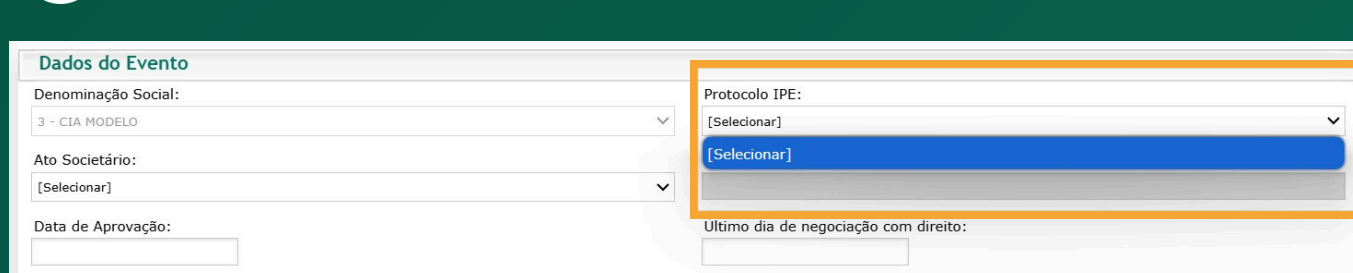 Dados do Evento
Denominação Social:
3 - CIA MODELO
Protocolo IPE:
[Selecionar]
[Selecionar]
Ato Societário:
[Selecionar]
Data de Aprovação:
Ultimo dia de negociação com direito: